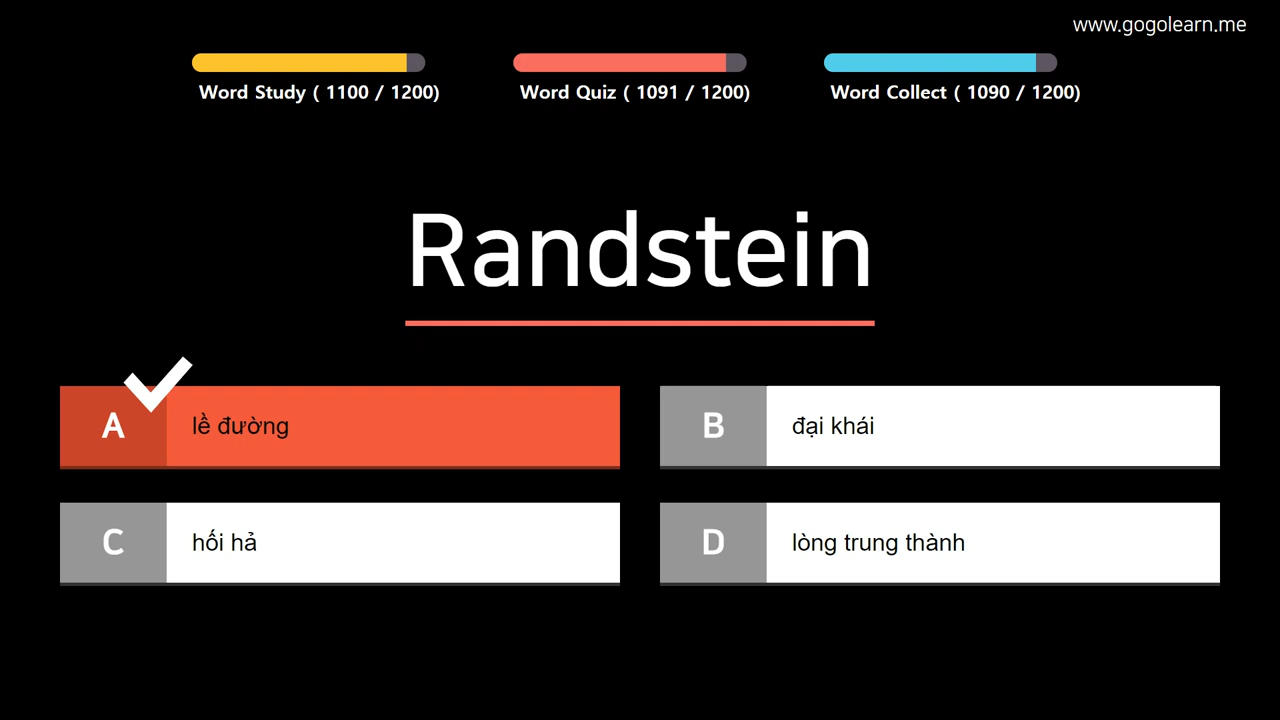 www.gogolearn.me
Word Study ( 1100 / 1200)
Word Quiz ( 1091 / 1200)
Word Collect ( 1090 / 1200)
Randstein
A
lề đường
B
đại khái
C
hối hả
D
lòng trung thành